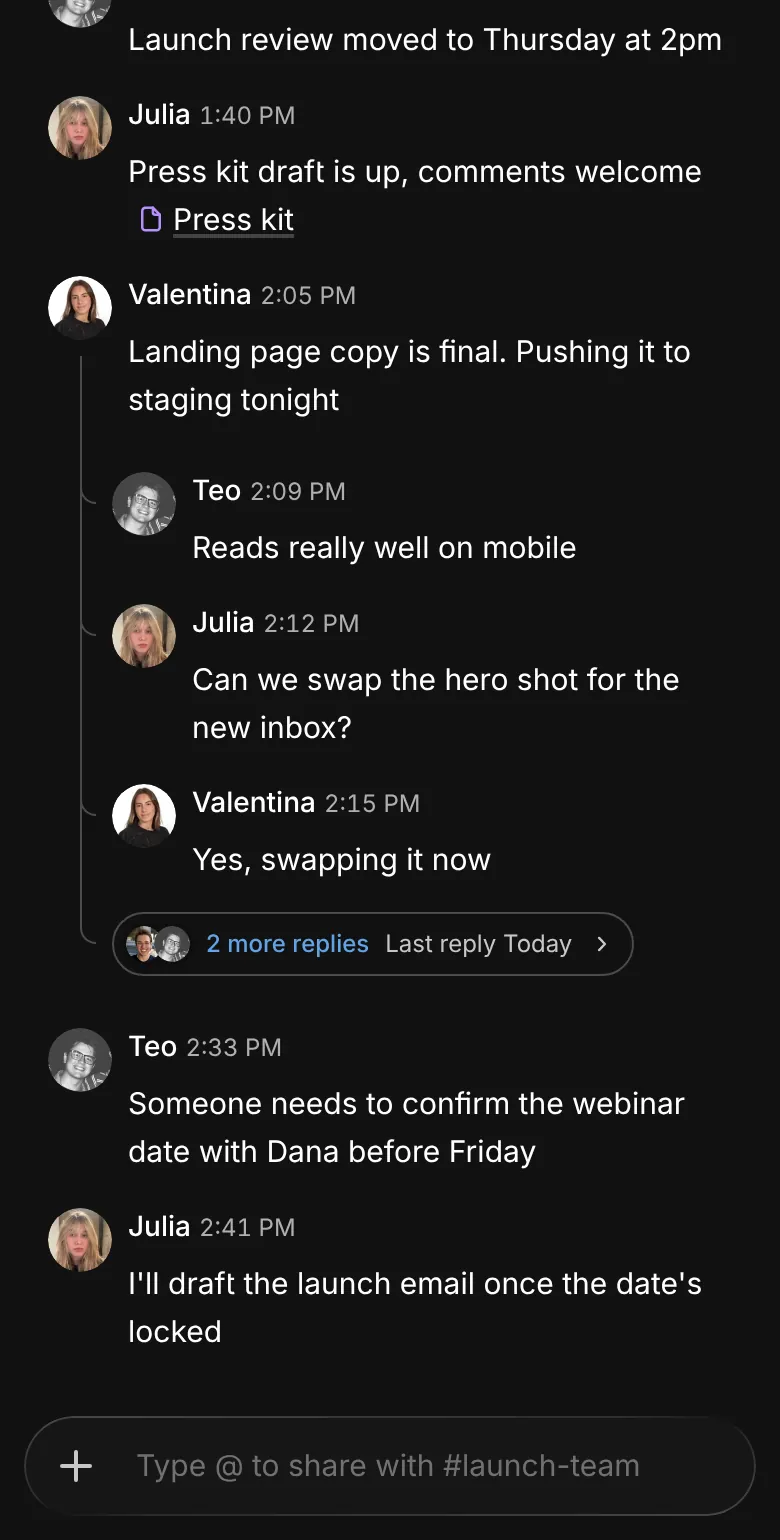 Launch review moved to Thursday at 2pm
Julia 1:40 PM
Press kit draft is up, comments welcome
Press kit
Valentina 2:05 PM
Landing page copy is final. Pushing it to
staging tonight
Teo 2:09 PM
Reads really well on mobile
Julia 2:12 PM
Can we swap the hero shot for the
new inbox?
Valentina 2:15 PM
Yes, swapping it now
2 more replies Last reply Today
Teo 2:33 PM
Someone needs to confirm the webinar
date with Dana before Friday
Julia 2:41 PM
I'll draft the launch email once the date's
locked
Type @ to share with #launch-team